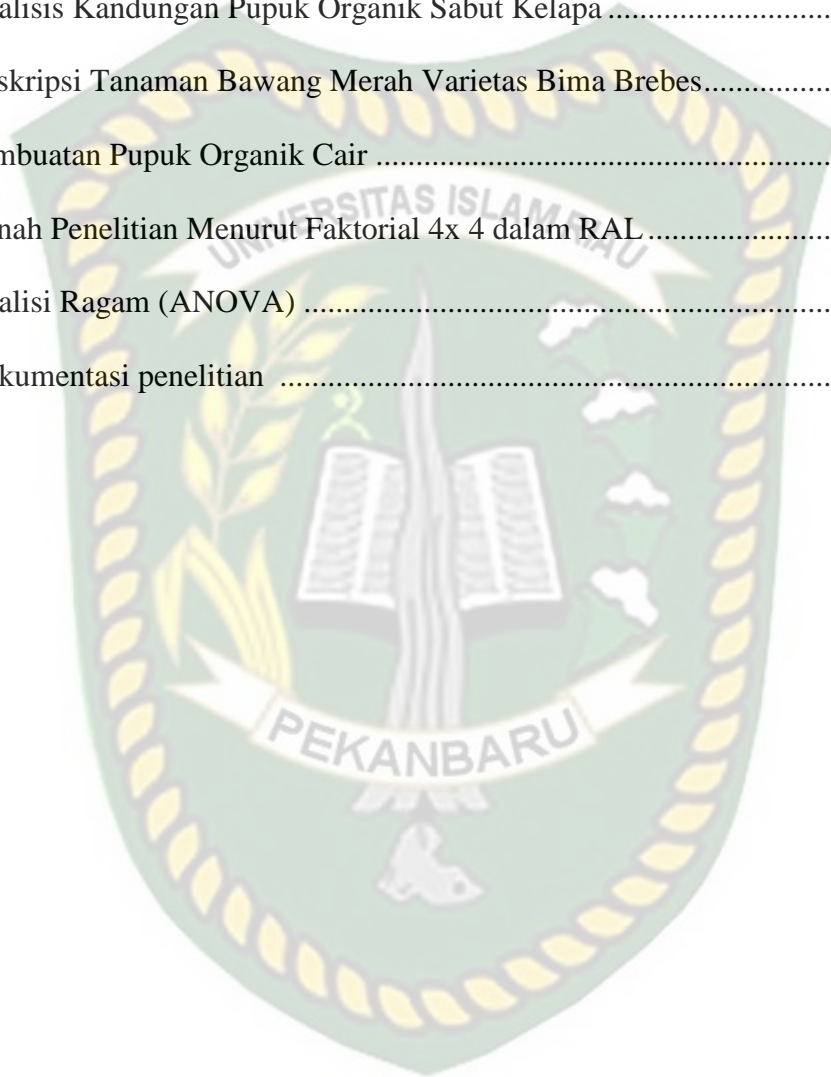 alisis Kandungan Pupuk Organik Sabut Kelapa ............................
skripsi Tanaman Bawang Merah Varietas Bima Brebes................
mbuatan Pupuk Organik Cair ..........................................................
UNIVERSITAS ISLAM RIAU
nah Penelitian Menurut Faktorial 4x 4 dalam RAL.......................
alisi Ragam (ANOVA) ...................................................................
kumentasi penelitian ......................................................................
PEKANBARU